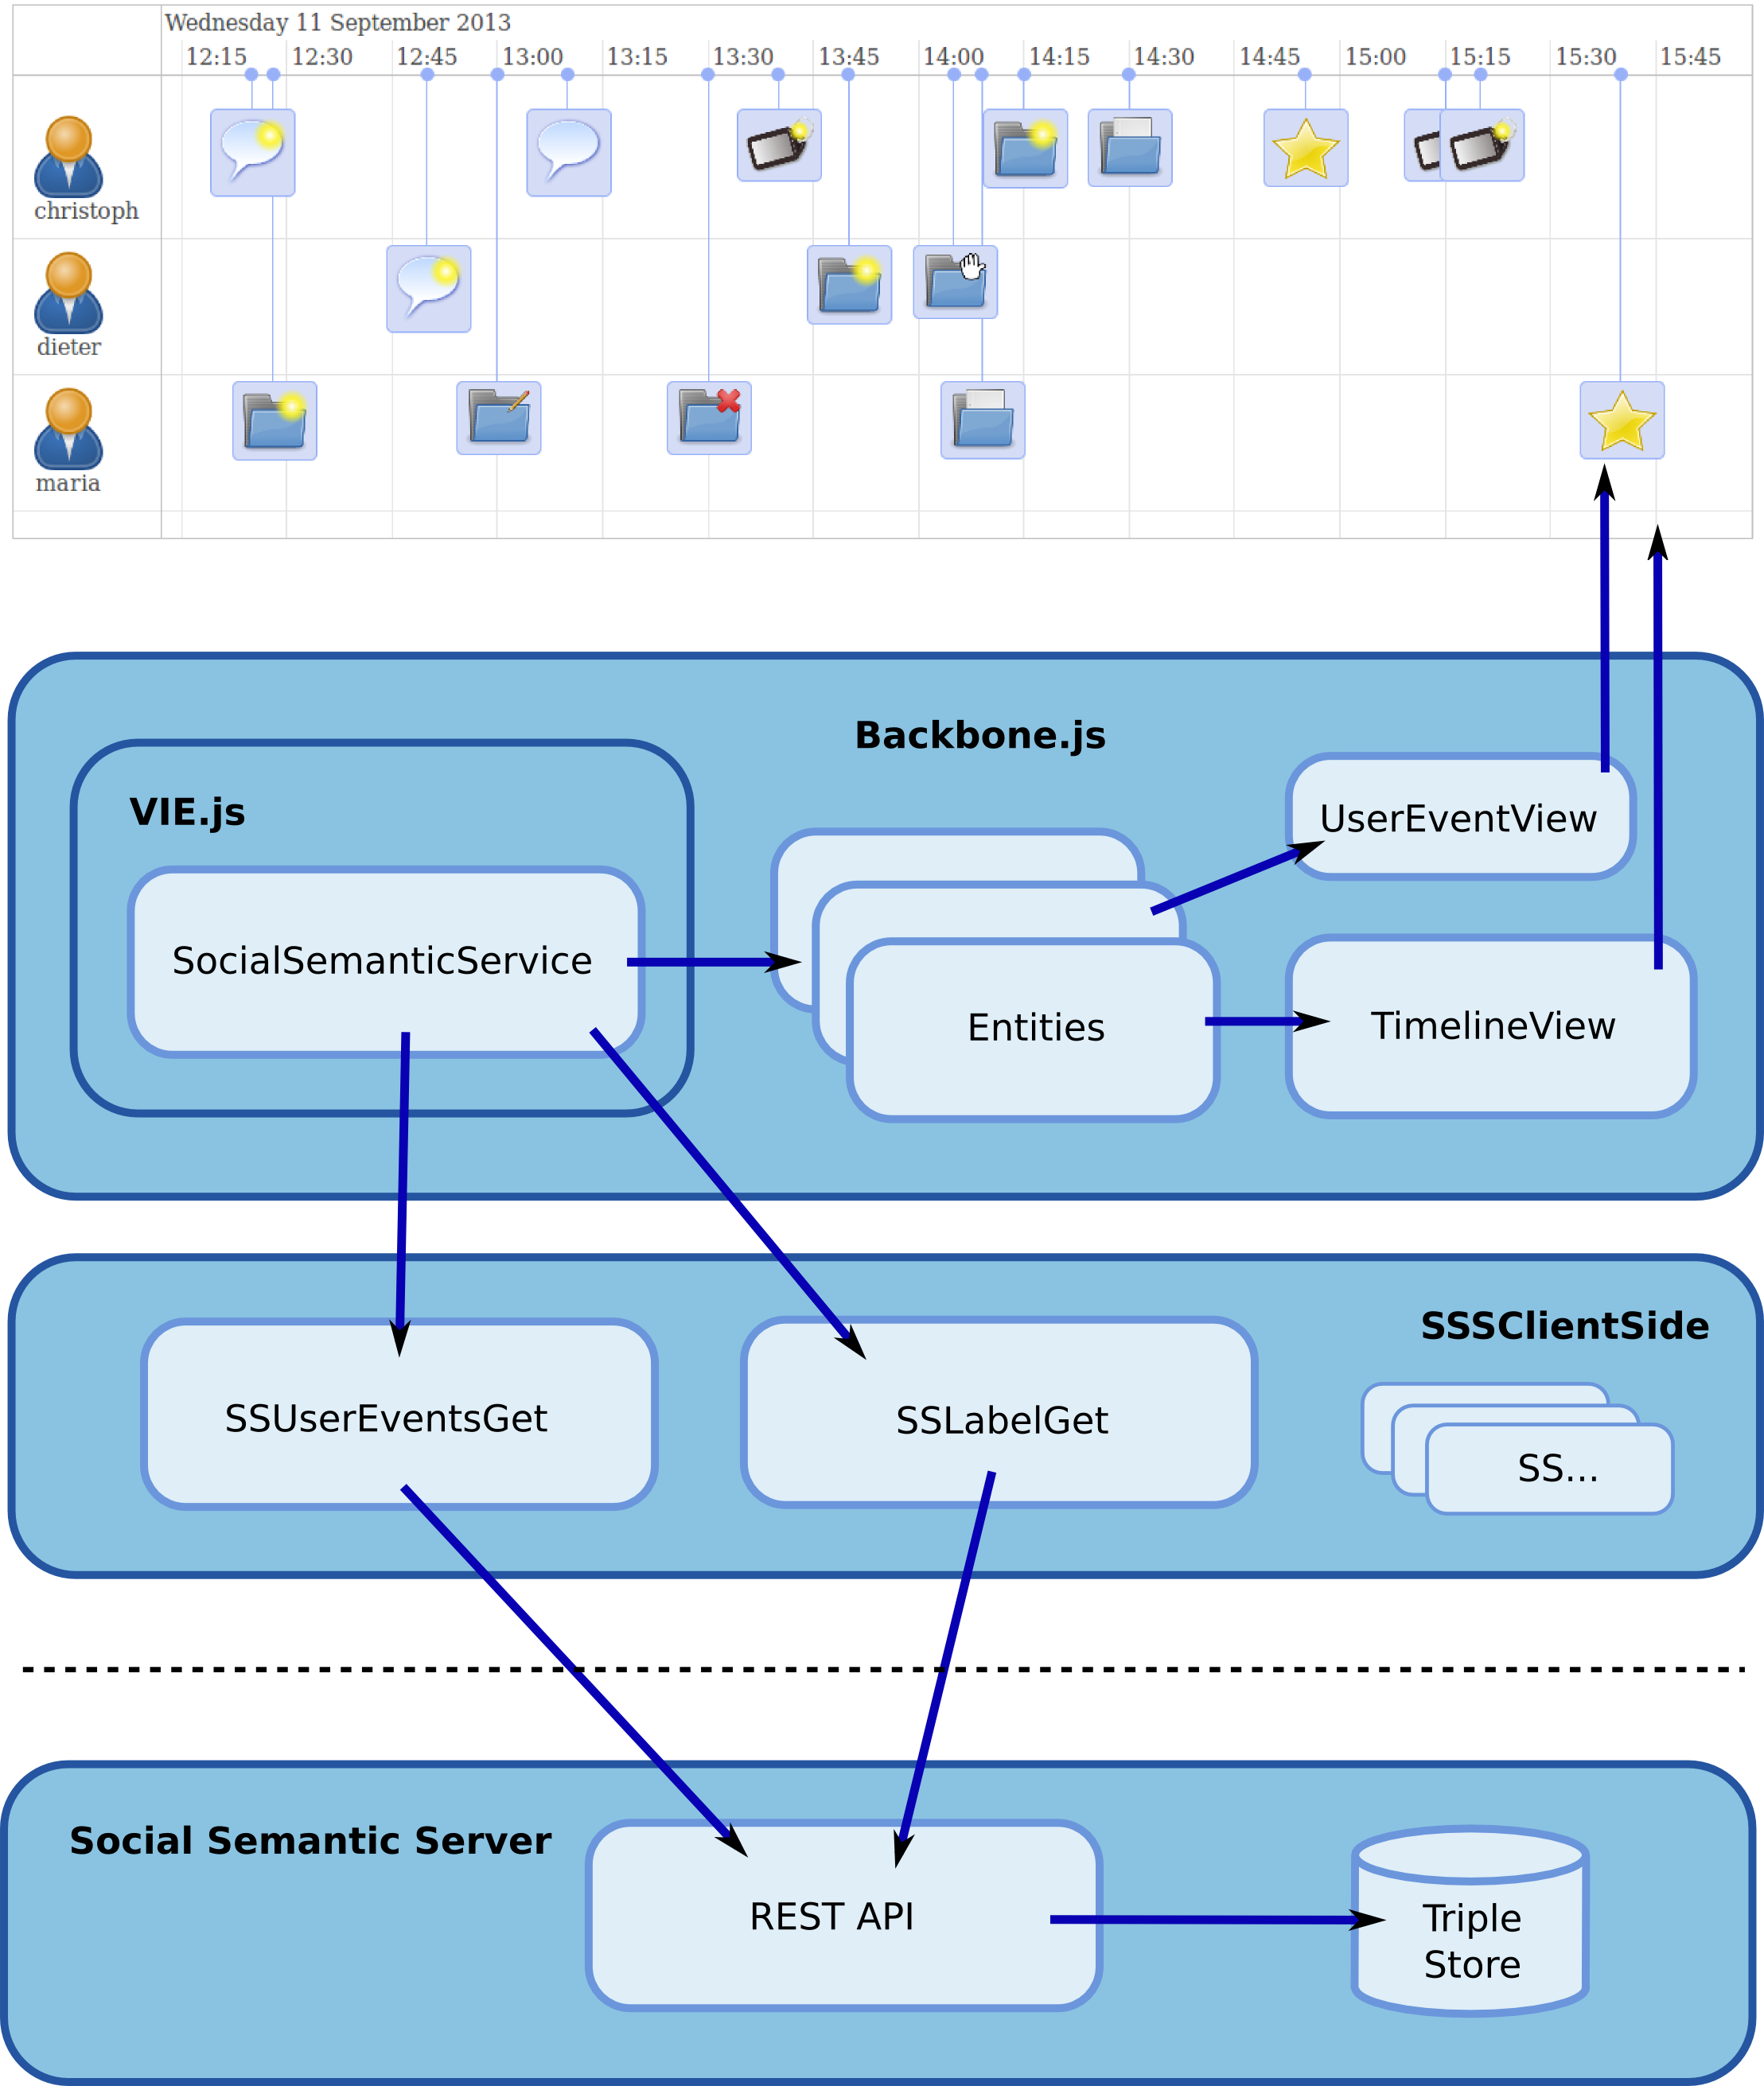 Wednesday 11 September 2013
12:15 12:30 12:45 13:00 13:15 13:30 13:45 14:00 14:15 14:30 14:45 15:00 15:15 15:30 15:45
christoph
dieter
maria
Backbone.js
VIE.js
UserEventView
SocialSemanticService
Entities
TimelineView
SSSClientSide
SSUserEventsGet
SSLabelGet
SS...
Social Semantic Server
REST API
Triple
Store